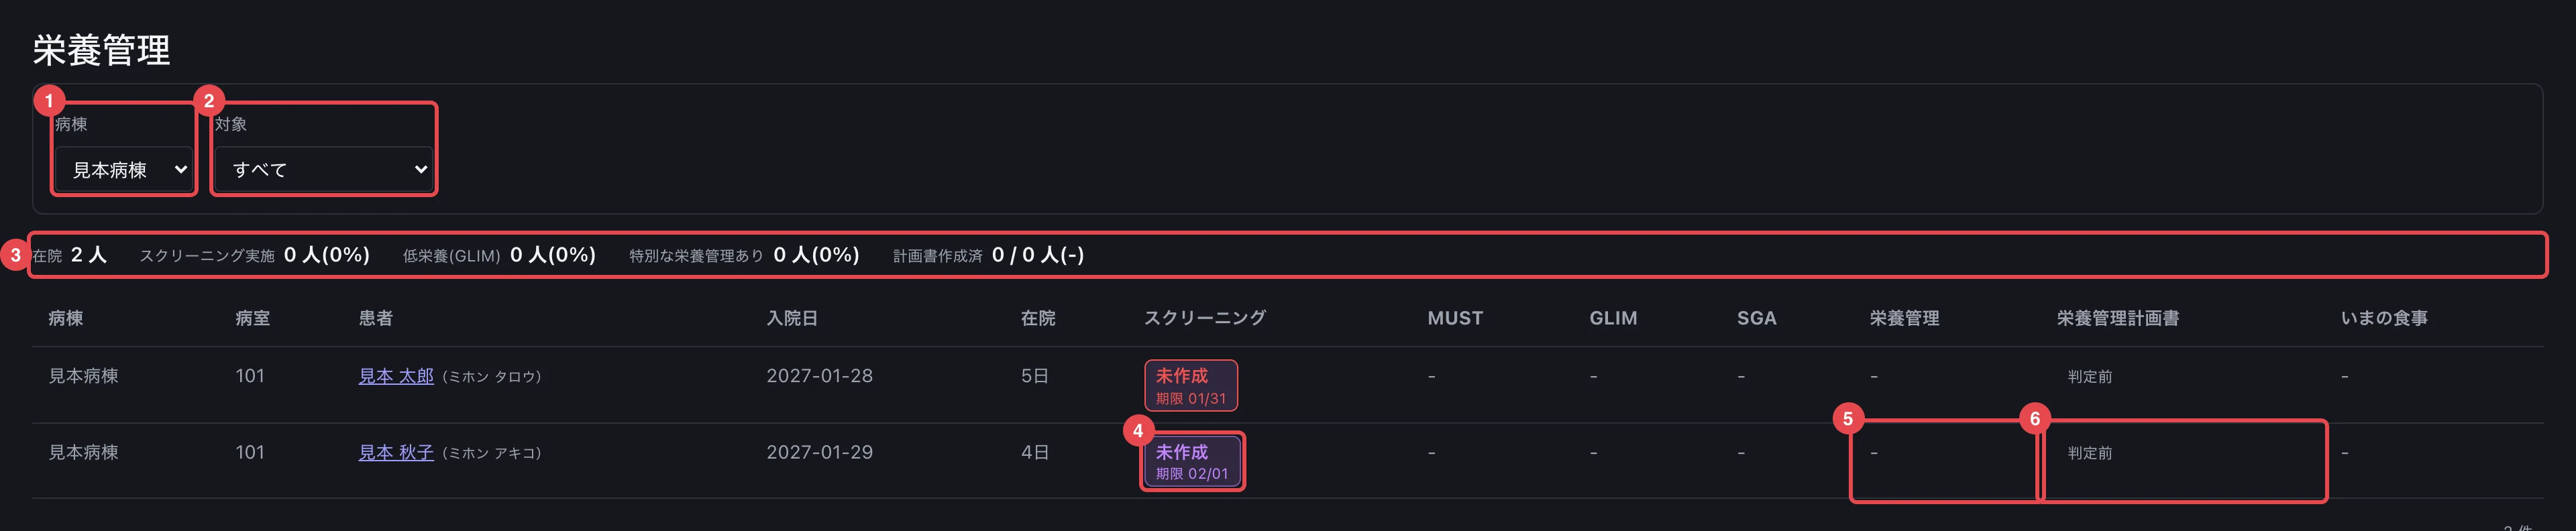 栄養管理
1 2
病棟 対象
見本病棟 すべて
3 在院 2 人 スクリーニング実施 0 人(0%) 低栄養(GLIM) 0 人(0%) 特別な栄養管理あり 0 人(0%) 計画書作成済 0 / 0 人(-)
病棟 病室 患者 入院日 在院 スクリーニング MUST GLIM SGA 栄養管理 栄養管理計画書 いまの食事
見本病棟 101 見本 太郎 (ミホン タロウ) 2027-01-28 5日 未作成 - - - - 判定前 -
期限 01/31
4 5 6
見本病棟 101 見本 秋子 (ミホン アキコ) 2027-01-29 4日 未作成 - - - - 判定前 -
期限 02/01